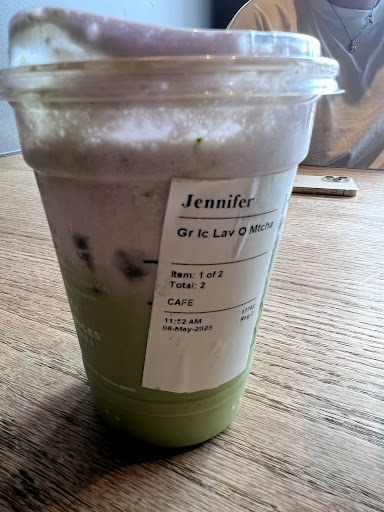 Jennifer
Gr Ic Lav O Mtcha
Item: 1 of 2
Total: 2
CAFE
11:52 AM
08-May-2025